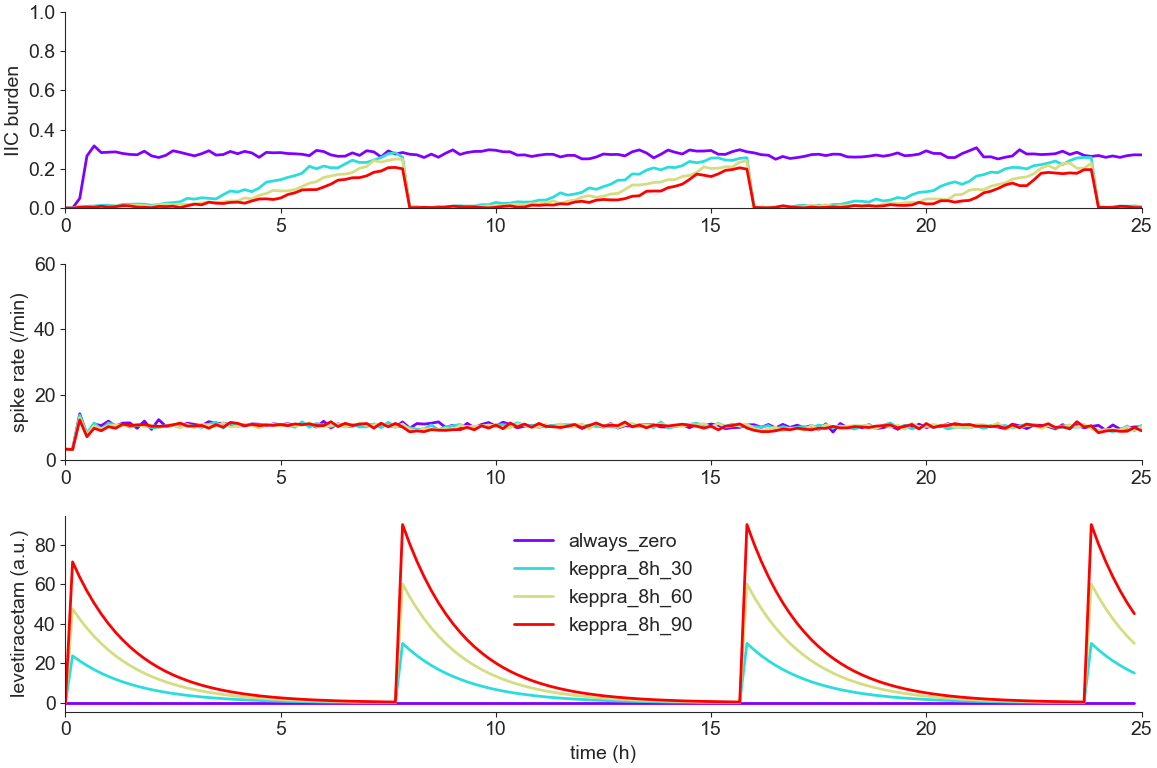 IIC burden
1.0
0.8
0.6
0.4
0.2
0.0
0 5 10 15 20 25
spike rate (/min)
60
40
20
0
0 5 10 15 20 25
levetiracetam (a.u.)
80
60
40
20
0
always_zero
keppra_8h_30
keppra_8h_60
keppra_8h_90
0 5 10 15 20 25
time (h)